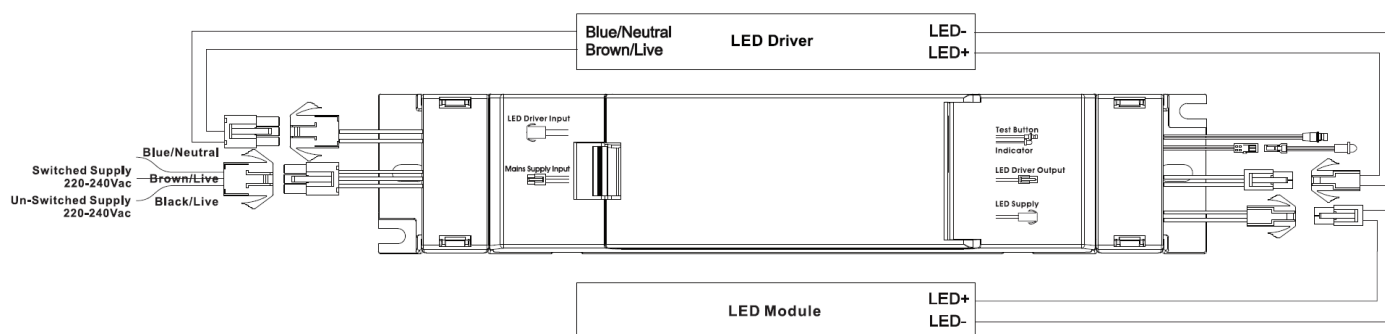 Blue/Neutral
Brown/Live
LED Driver
LED-
LED+
LED Driver Input
Mains Supply Input
Test Button
Indicator
LED Driver Output
LED Supply
Blue/Neutral
Switched Supply
220-240Vac
Brown/Live
Un-Switched Supply
220-240Vac
Black/Live
LED Module
LED+
LED-